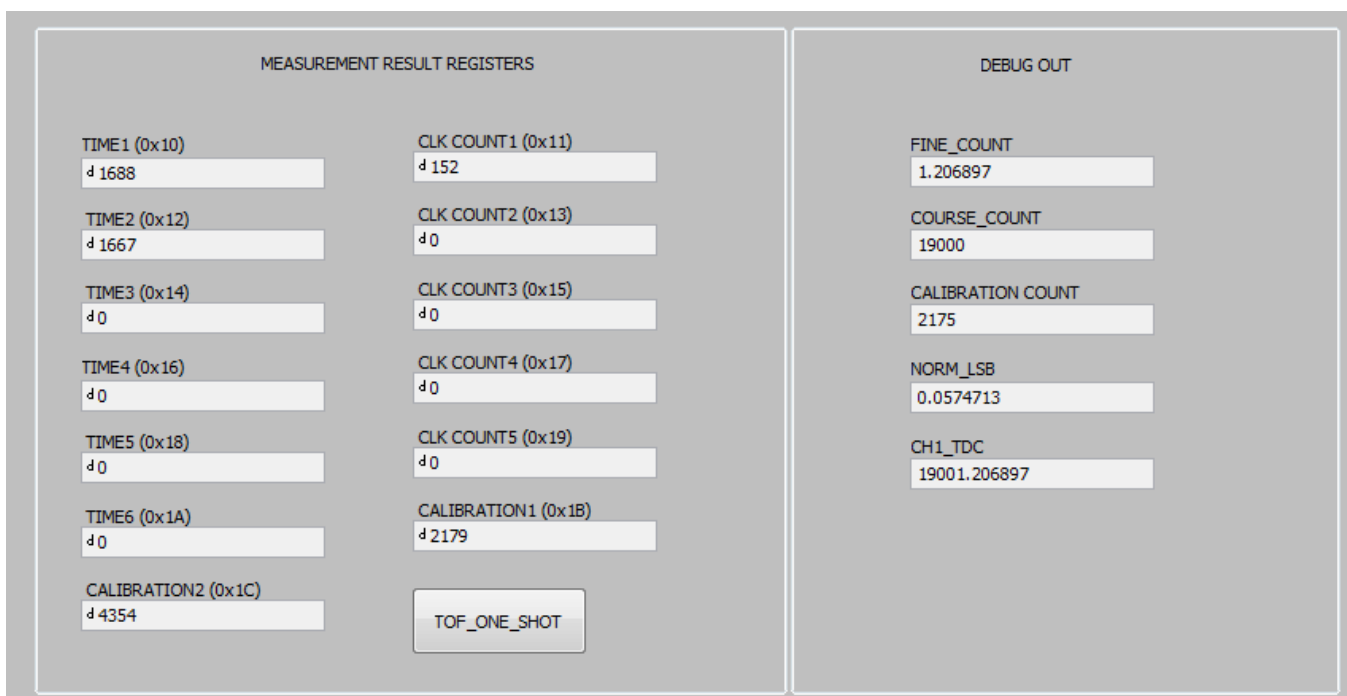 MEASUREMENT RESULT REGISTERS
TIME1 (0x10)
d 1688
TIME2 (0x12)
d 1667
TIME3 (0x14)
d 0
TIME4 (0x16)
d 0
TIME5 (0x18)
d 0
TIME6 (0x1A)
d 0
CALIBRATION2 (0x1C)
d 4354
CLK COUNT1 (0x11)
d 152
CLK COUNT2 (0x13)
d 0
CLK COUNT3 (0x15)
d 0
CLK COUNT4 (0x17)
d 0
CLK COUNT5 (0x19)
d 0
CALIBRATION1 (0x1B)
d 2179
TOF_ONE_SHOT
DEBUG OUT
FINE_COUNT
1.206897
COURSE_COUNT
19000
CALIBRATION COUNT
2175
NORM_LSB
0.0574713
CH1_TDC
19001.206897